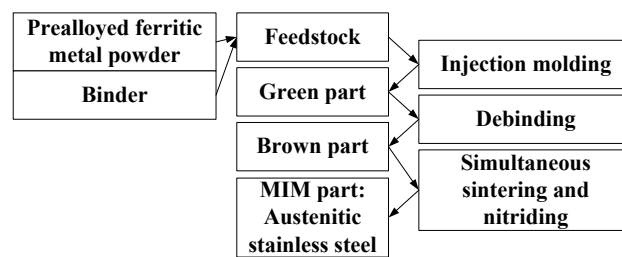 Prealloyed ferritic
metal powder
Binder
Feedstock
Injection molding
Green part
Debinding
Brown part
Simultaneous
sintering and
nitriding
MIM part:
Austenitic
stainless steel